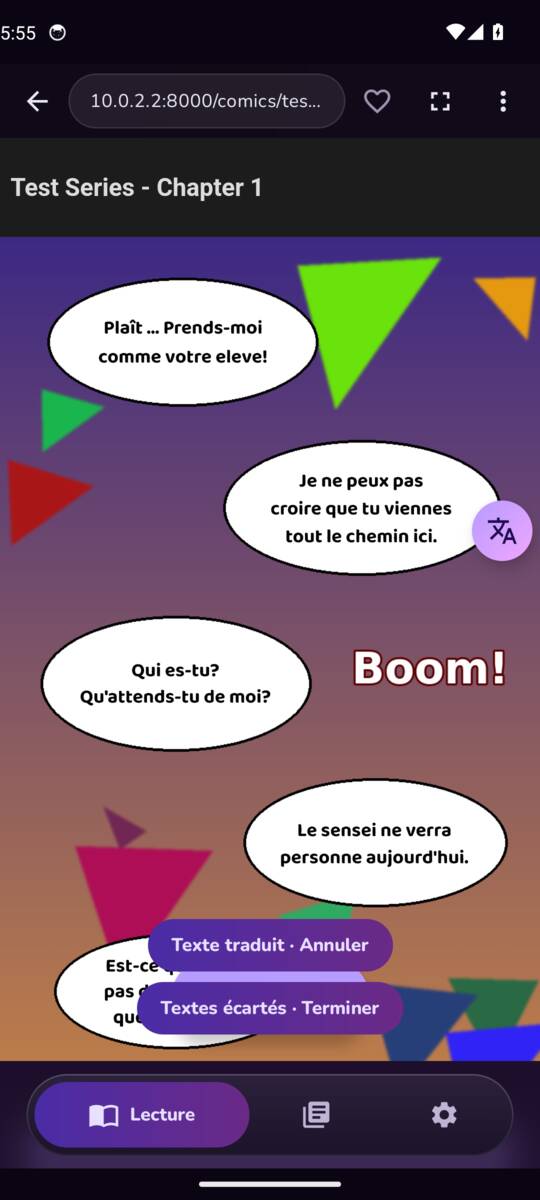 5:55
10.0.2.2:8000/comics/tes...
Test Series - Chapter 1
Plaît ... Prends-moi
comme votre eleve!
Je ne peux pas
croire que tu viennes
tout le chemin ici.
Qui es-tu?
Qu'attends-tu de moi?
Boom!
Le sensei ne verra
personne aujourd'hui.
Est-ce
pas
Texte traduit · Annuler
Textes écartés · Terminer
Lecture